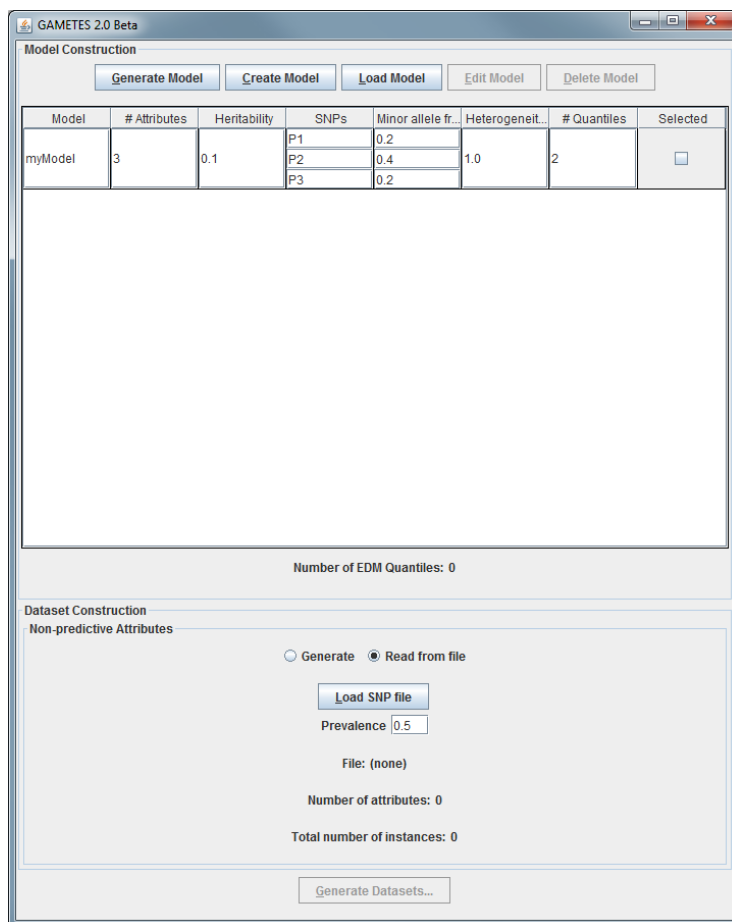 GAMETES 2.0 Beta
Model Construction
Generate Model Create Model Load Model Edit Model Delete Model
Model # Attributes Heritability SNPs Minor allele fr... Heterogeneit... # Quantiles Selected
P1 0.2
myModel 3 0.1 P2 0.4 1.0 2
P3 0.2
Number of EDM Quantiles: 0
Dataset Construction
Non-predictive Attributes
Generate Read from file
Load SNP file
Prevalence 0.5
File: (none)
Number of attributes: 0
Total number of instances: 0
Generate Datasets...